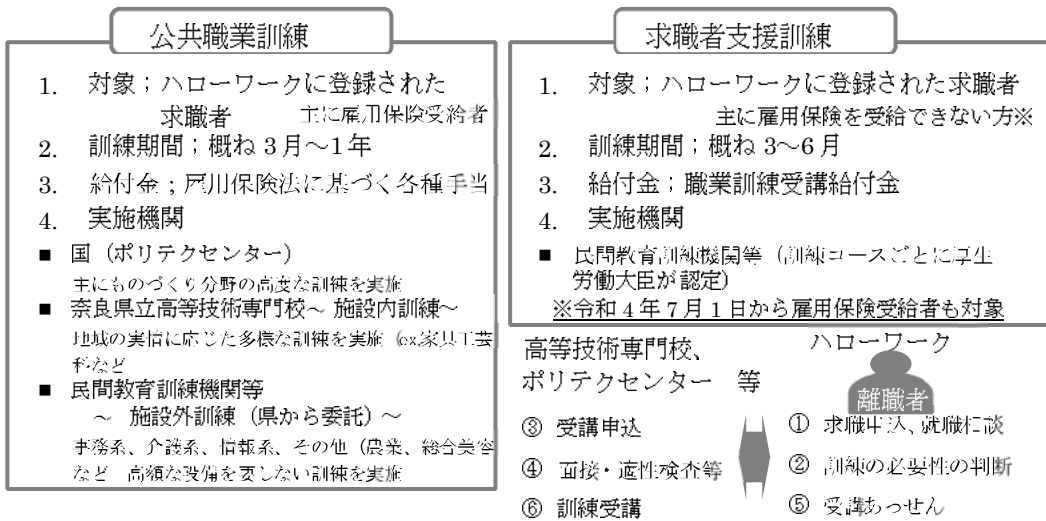 公共職業訓練
1. 対象；ハローワークに登録された
求職者 主に雇用保険受給者
2. 訓練期間；概ね3月～1年
3. 給付金；雇用保険法に基づく各種手当
4. 実施機関
■ 国（ポリテクセンター）
主にものづくり分野の高度な訓練を実施
■ 奈良県立高等技術専門校～ 施設内訓練～
地域の実情に応じた多様な訓練を実施（ex家具工芸
科など
■ 民間教育訓練機関等
～ 施設外訓練（県から委託）～
事務系、介護系、情報系、その他（農業、総合美容
など 高額な設備を要しない訓練を実施
求職者支援訓練
1. 対象；ハローワークに登録された求職者
主に雇用保険を受給できない方※
2. 訓練期間；概ね3～6月
3. 給付金；職業訓練受講給付金
4. 実施機関
■ 民間教育訓練機関等（訓練コースごとに厚生
労働大臣が認定）
※令和4年7月1日から雇用保険受給者も対象
高等技術専門校、
ポリテクセンター 等
③ 受講申込
④ 面接・適性検査等
⑥ 訓練受講
ハローワーク
離職者
① 求職申込、就職相談
② 訓練の必要性の判断
⑤ 受講あっせん